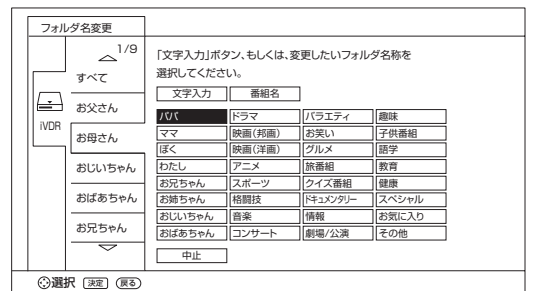 フォルダ名変更
1/9
すべて
お父さん
お母さん
おじいちゃん
おばあちゃん
お兄ちゃん
iVDR
「文字入力」ボタン、もしくは、変更したいフォルダ名称を
選択してください。
文字入力 番組名
パパ ドラマ バラエティ 趣味
ママ 映画(邦画) お笑い 子供番組
ぼく 映画(洋画) グルメ 語学
わたし アニメ 旅番組 教育
お兄ちゃん スポーツ クイズ番組 健康
お姉ちゃん 格闘技 ドキュメンタリー スペシャル
おじいちゃん 音楽 情報 お気に入り
おばあちゃん コンサート 劇場/公演 その他
中止
選択 決定 戻る